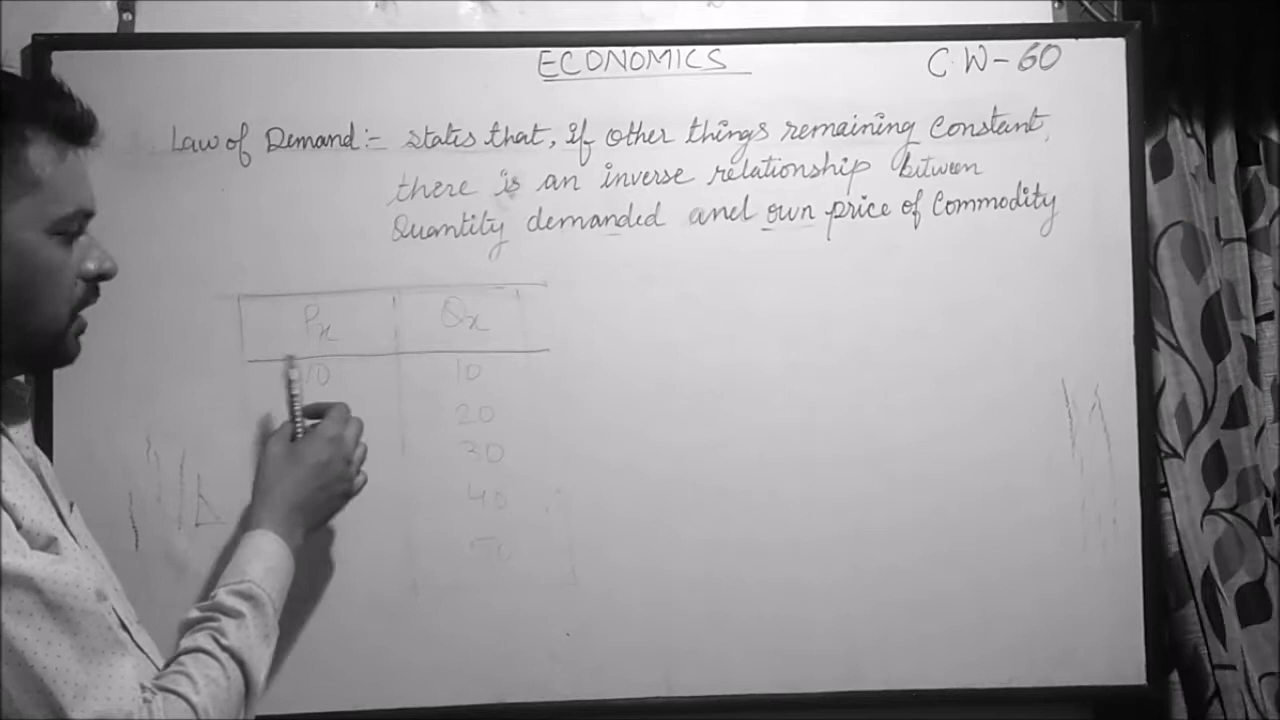 ECONOMICS
C.W-60
Law of Demand:- states that, if other things remaining constant,
there is an inverse relationship between
Quantity demanded and own price of Commodity
Px Qx
10 10
20
30
40